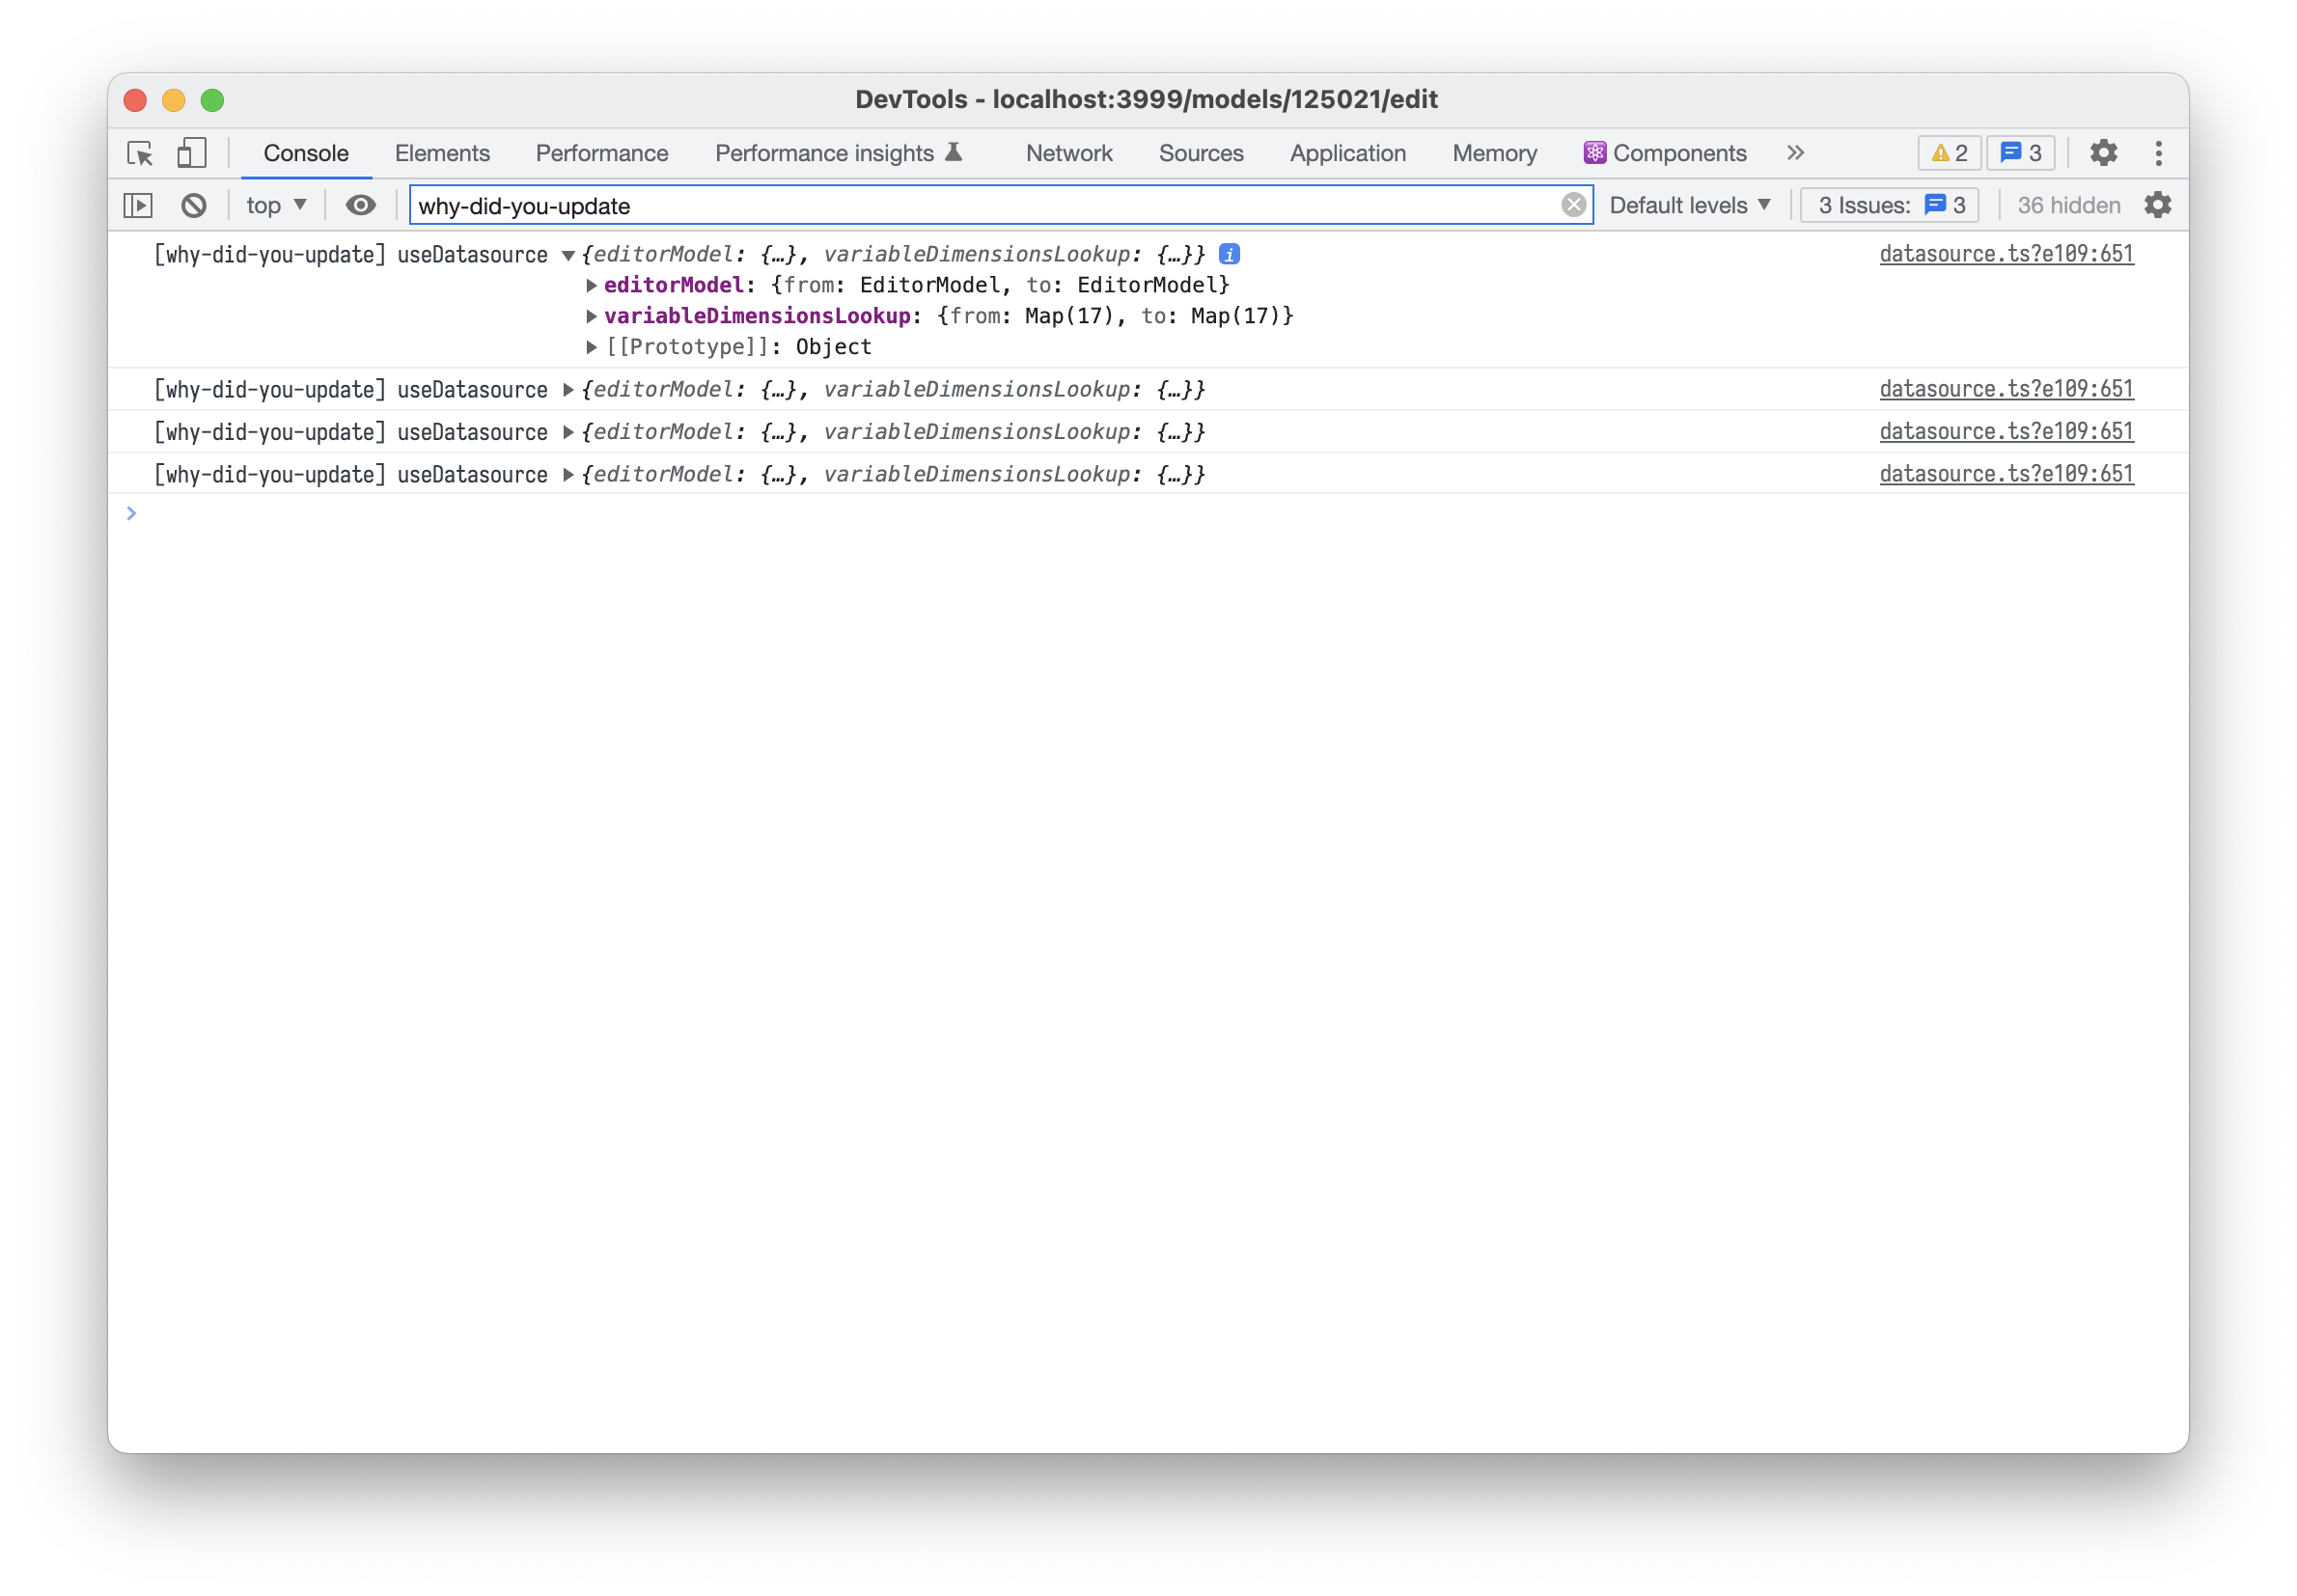 DevTools - localhost:3999/models/125021/edit
Console Elements Performance Performance insights Network Sources Application Memory Components 2 3
top why-did-you-update Default levels 3 Issues: 3 36 hidden
[why-did-you-update] useDatasource {editorModel: {…}, variableDimensionsLookup: {…}} i datasource.ts?e109:651
editorModel: {from: EditorModel, to: EditorModel}
variableDimensionsLookup: {from: Map(17), to: Map(17)}
[[Prototype]]: Object
[why-did-you-update] useDatasource {editorModel: {…}, variableDimensionsLookup: {…}} datasource.ts?e109:651
[why-did-you-update] useDatasource {editorModel: {…}, variableDimensionsLookup: {…}} datasource.ts?e109:651
[why-did-you-update] useDatasource {editorModel: {…}, variableDimensionsLookup: {…}} datasource.ts?e109:651